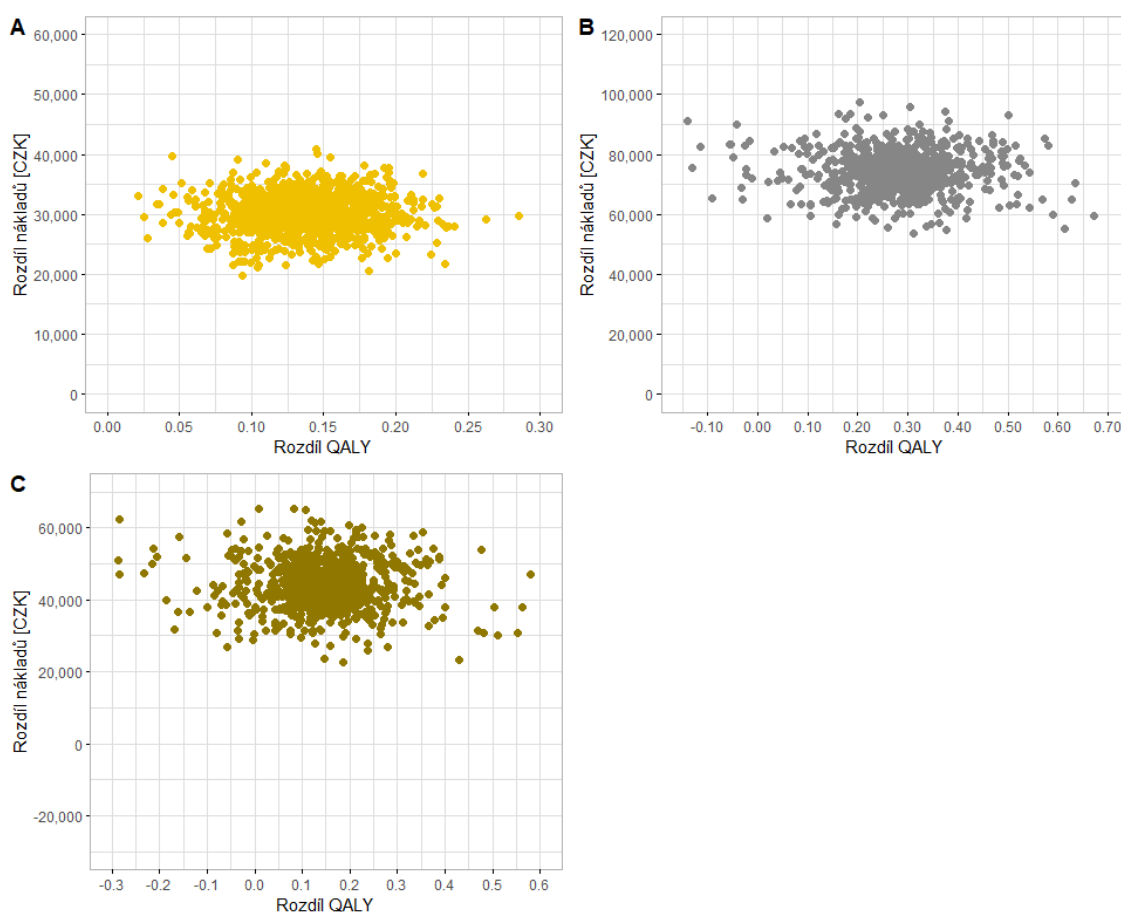 A
60,000
50,000
40,000
30,000
20,000
10,000
0
Rozdíl nákladů [CZK]
0.00 0.05 0.10 0.15 0.20 0.25 0.30
Rozdíl QALY
B
120,000
100,000
80,000
60,000
40,000
20,000
0
Rozdíl nákladů [CZK]
-0.10 0.00 0.10 0.20 0.30 0.40 0.50 0.60 0.70
Rozdíl QALY
C
60,000
40,000
20,000
0
-20,000
Rozdíl nákladů [CZK]
-0.3 -0.2 -0.1 0.0 0.1 0.2 0.3 0.4 0.5 0.6
Rozdíl QALY